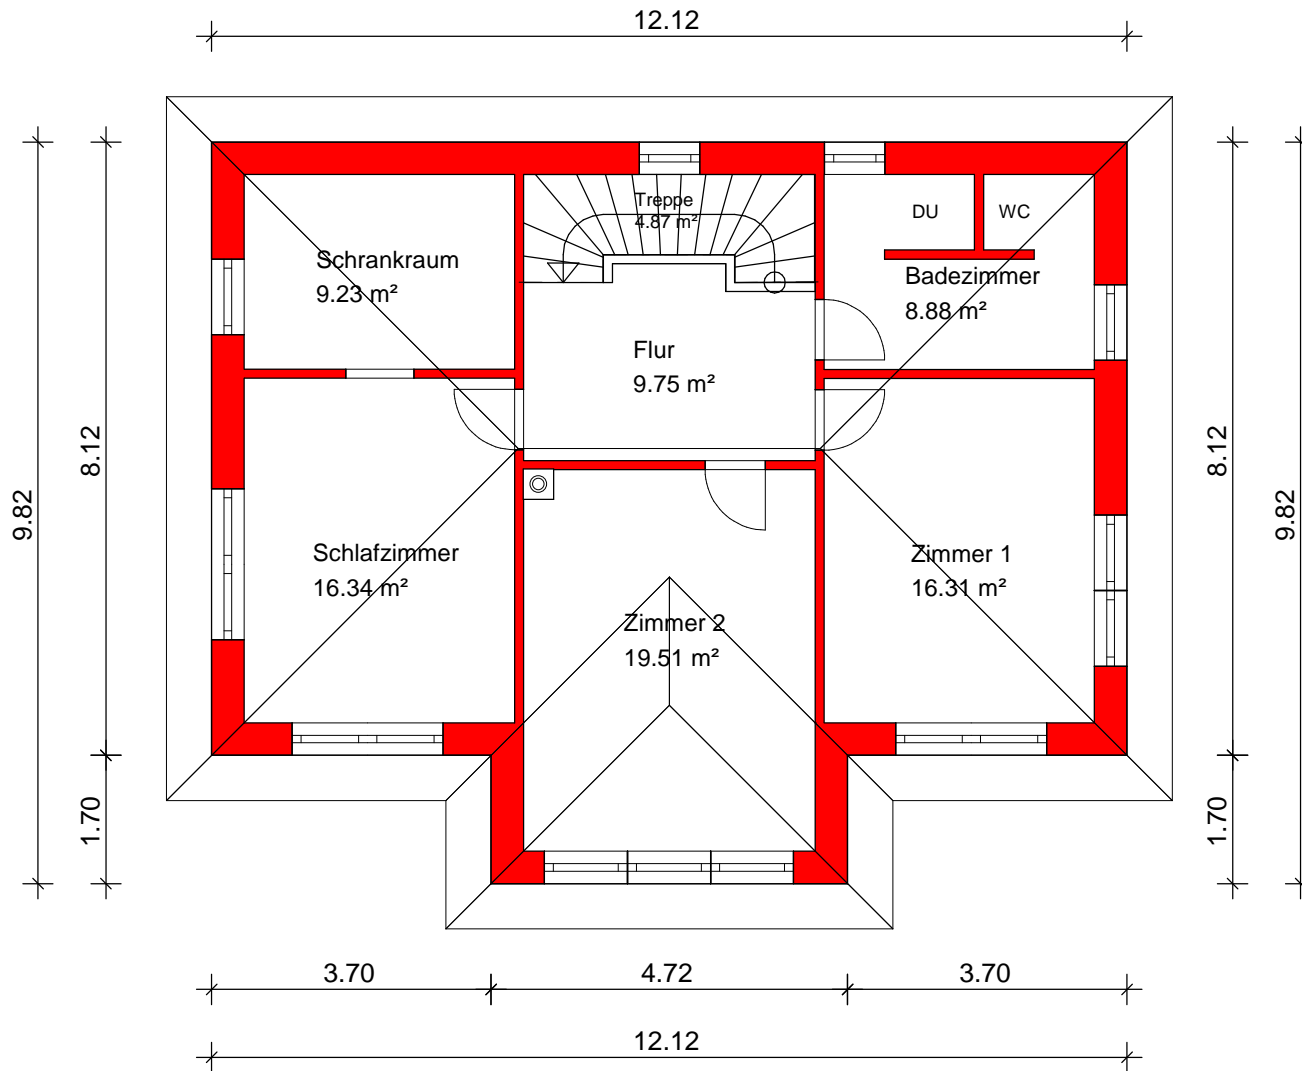 12.12
Treppe
4.87 m²
DU
WC
Schrankraum
9.23 m²
Badezimmer
8.88 m²
Flur
9.75 m²
8.12
8.12
9.82
9.82
Schlafzimmer
16.34 m²
Zimmer 1
16.31 m²
Zimmer 2
19.51 m²
1.70
1.70
3.70
4.72
3.70
12.12